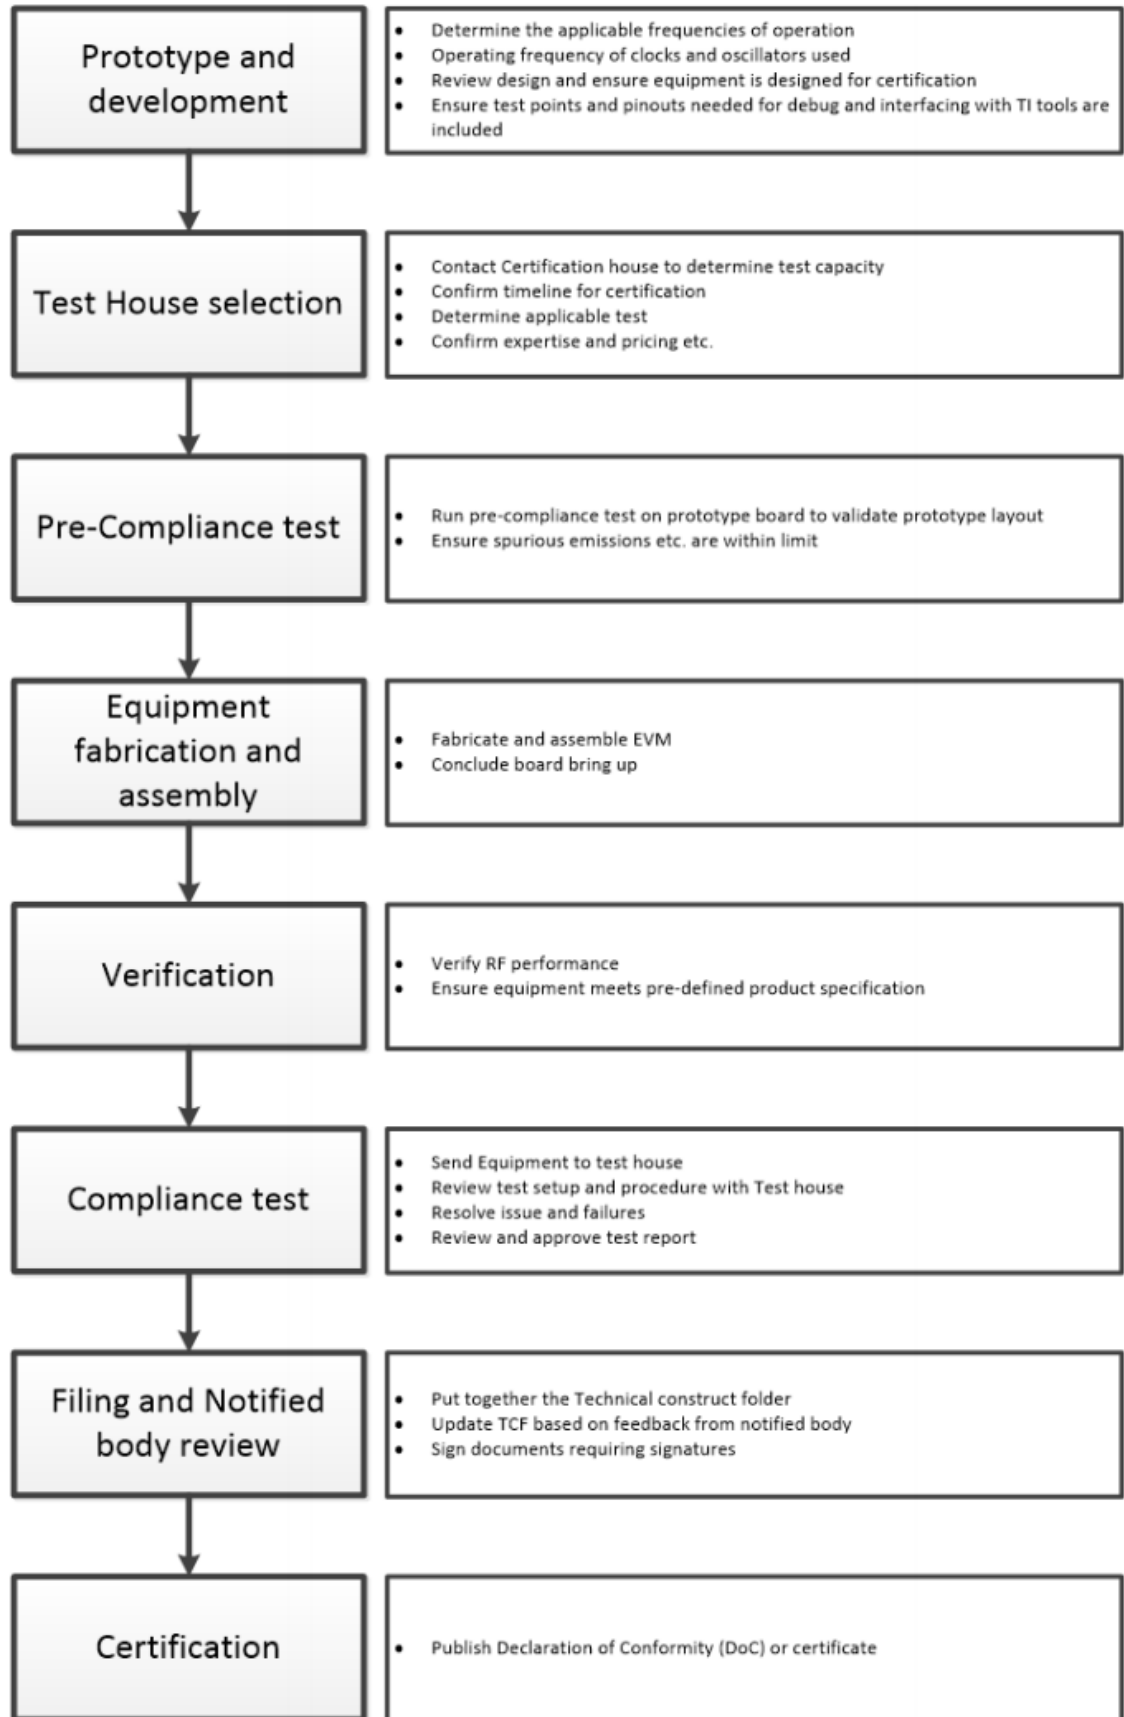 Prototype and
development
• Determine the applicable frequencies of operation
• Operating frequency of clocks and oscillators used
• Review design and ensure equipment is designed for certification
• Ensure test points and pinouts needed for debug and interfacing with TI tools are
included
Test House selection
• Contact Certification house to determine test capacity
• Confirm timeline for certification
• Determine applicable test
• Confirm expertise and pricing etc.
Pre-Compliance test
• Run pre-compliance test on prototype board to validate prototype layout
• Ensure spurious emissions etc. are within limit
Equipment
fabrication and
assembly
• Fabricate and assemble EVM
• Conclude board bring up
Verification
• Verify RF performance
• Ensure equipment meets pre-defined product specification
Compliance test
• Send Equipment to test house
• Review test setup and procedure with Test house
• Resolve issue and failures
• Review and approve test report
Filing and Notified
body review
• Put together the Technical construct folder
• Update TCF based on feedback from notified body
• Sign documents requiring signatures
Certification
• Publish Declaration of Conformity (DoC) or certificate